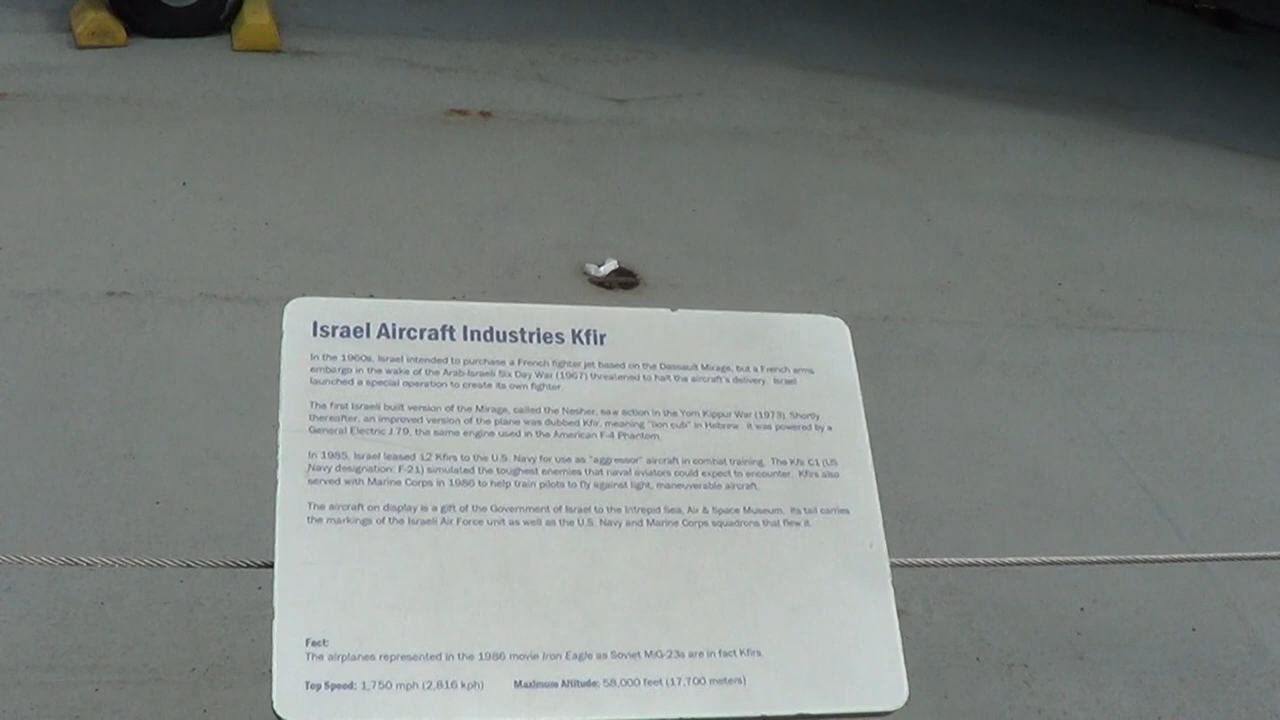 Israel Aircraft Industries Kfir
In the 1960s, Israel intended to purchase a French fighter jet based on the Dassault Mirage, but a French arms
embargo in the wake of the Arab-Israeli Six Day War (1967) threatened to halt the aircraft's delivery. Israel
launched a special operation to create its own fighter.
The first Israeli built version of the Mirage, called the Nesher, saw action in the Yom Kippur War (1973). Shortly
thereafter, an improved version of the plane was dubbed Kfir, meaning "lion cub" in Hebrew. It was powered by a
General Electric J 79, the same engine used in the American F-4 Phantom.
In 1985, Israel leased 12 Kfirs to the U.S. Navy for use as "aggressor" aircraft in combat training. The Kfir C1 (US
Navy designation: F-21) simulated the toughest enemies that naval aviators could expect to encounter. Kfirs also
served with Marine Corps in 1986 to help train pilots to fly against light, maneuverable aircraft.
The aircraft on display is a gift of the Government of Israel to the Intrepid Sea, Air & Space Museum. Its tail carries
the markings of the Israeli Air Force unit as well as the U.S. Navy and Marine Corps squadrons that flew it.
Fact:
The airplanes represented in the 1986 movie Iron Eagle as Soviet MiG-23s are in fact Kfirs.
Top Speed: 1,750 mph (2,816 kph) Maximum Altitude: 58,000 feet (17,700 meters)